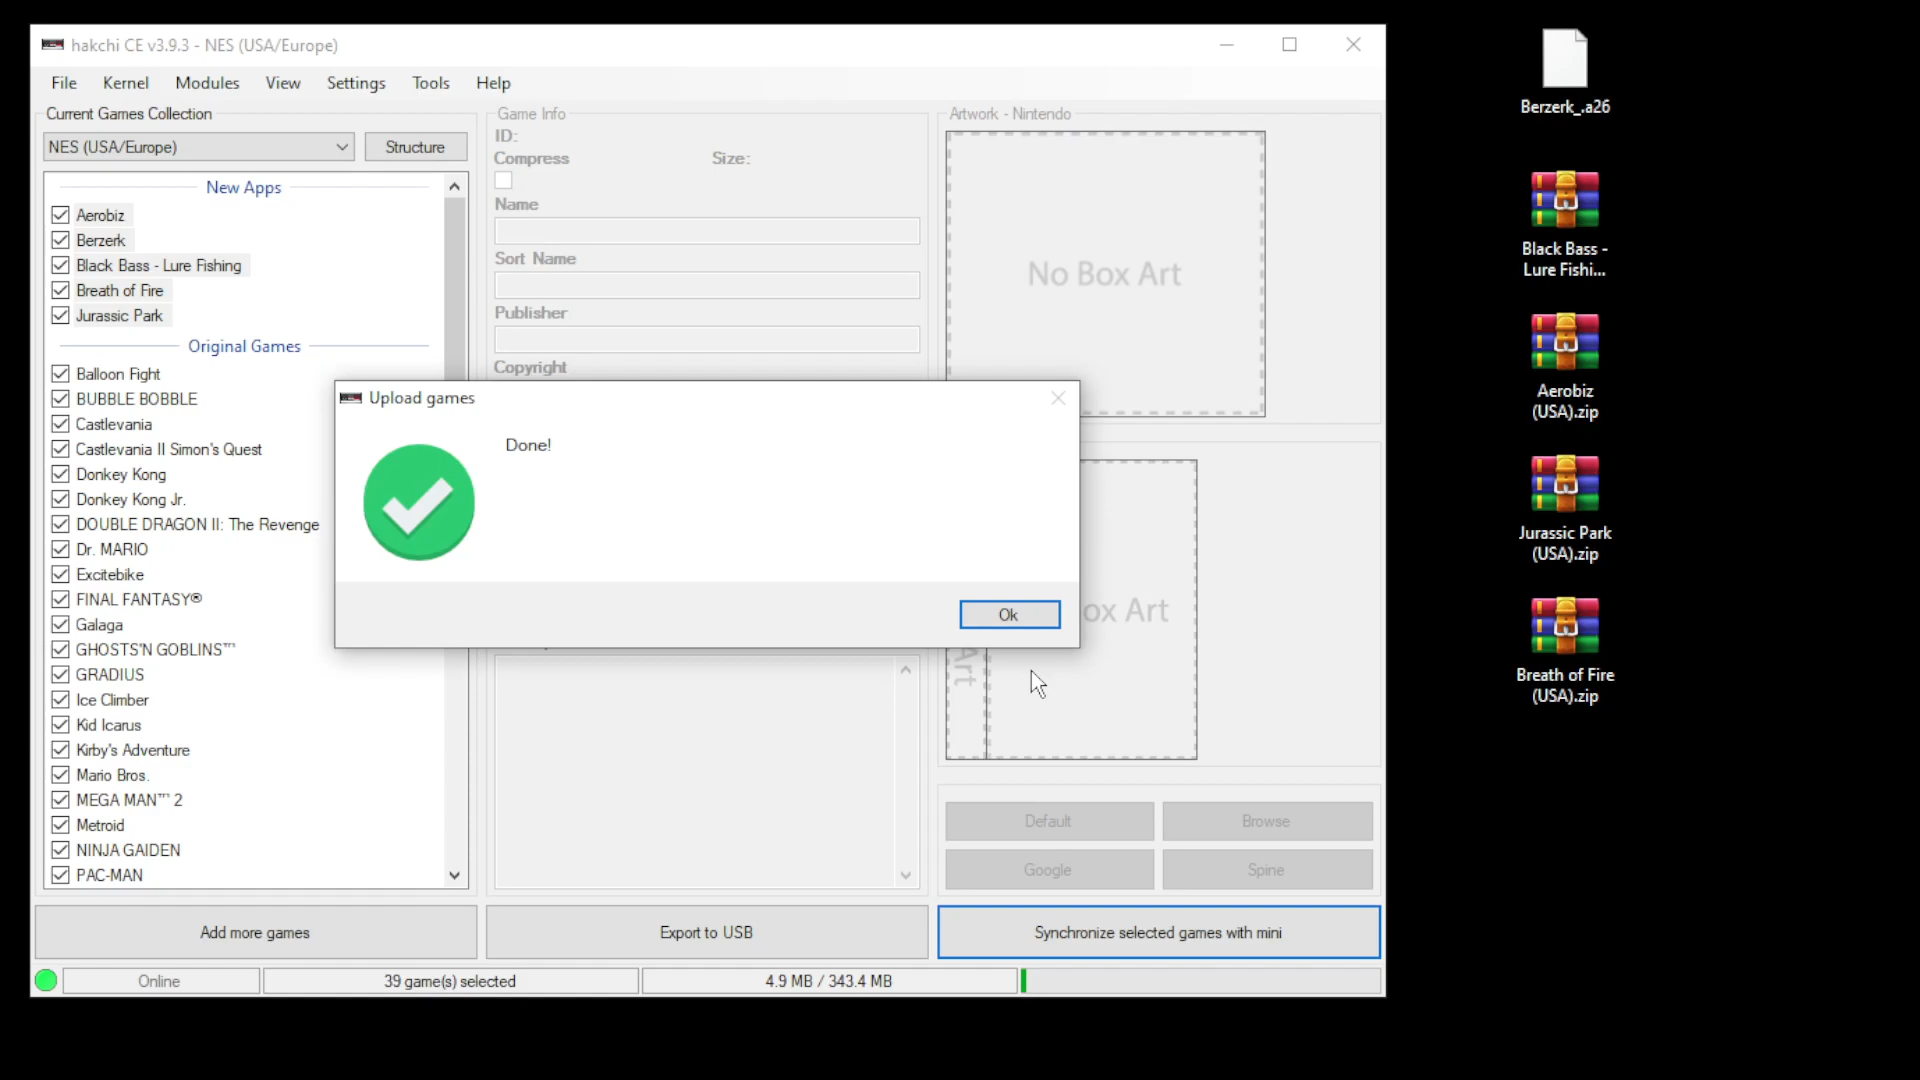 hakchi CE v3.9.3 - NES (USA/Europe)
File Kernel Modules View Settings Tools Help
Current Games Collection
NES (USA/Europe)
Structure
New Apps
Aerobiz
Berzerk
Black Bass - Lure Fishing
Breath of Fire
Jurassic Park
Original Games
Balloon Fight
BUBBLE BOBBLE
Castlevania
Castlevania II Simon's Quest
Donkey Kong
Donkey Kong Jr.
DOUBLE DRAGON II: The Revenge
Dr. MARIO
Excitebike
FINAL FANTASY®
Galaga
GHOSTS'N GOBLINS™
GRADIUS
Ice Climber
Kid Icarus
Kirby's Adventure
Mario Bros.
MEGA MAN™ 2
Metroid
NINJA GAIDEN
PAC-MAN
Game Info
ID:
Compress
Size:
Name
Sort Name
Publisher
Copyright
Artwork - Nintendo
No Box Art
Upload games
Done!
Ok
ox Art
Art
Default
Browse
Google
Spine
Add more games
Export to USB
Synchronize selected games with mini
Online
39 game(s) selected
4.9 MB / 343.4 MB
Berzerk_.a26
Black Bass -
Lure Fishi...
Aerobiz
(USA).zip
Jurassic Park
(USA).zip
Breath of Fire
(USA).zip